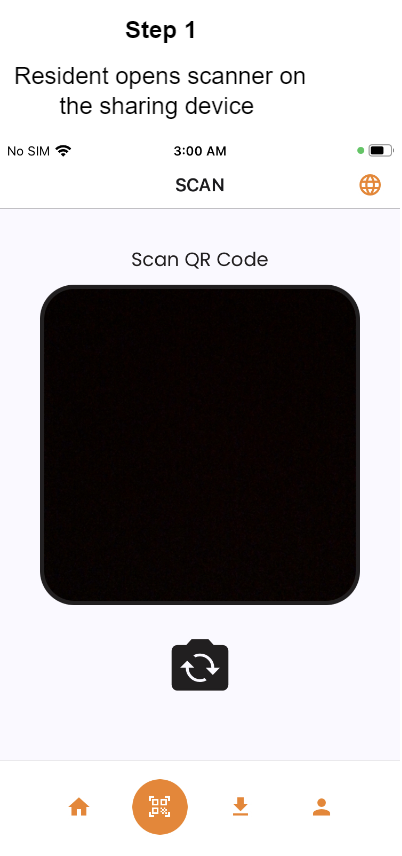 Step 1
Resident opens scanner on
the sharing device
No SIM 3:00 AM
SCAN
Scan QR Code